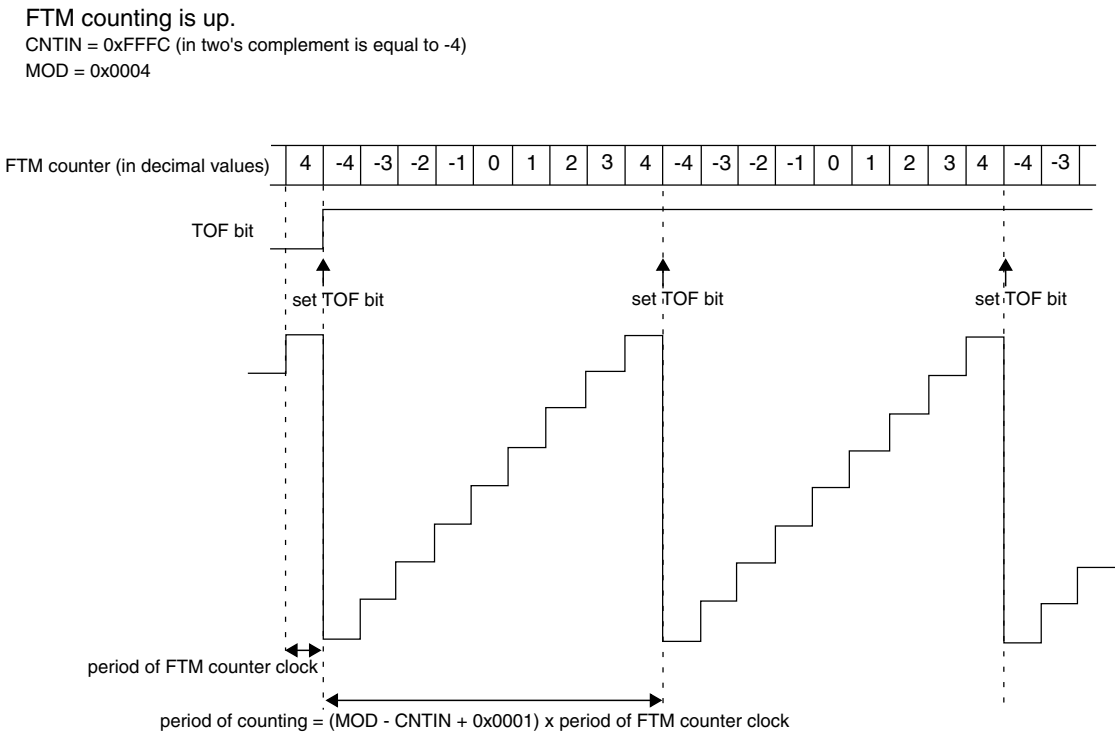 FTM counting is up.
CNTIN = 0xFFFC (in two's complement is equal to -4)
MOD = 0x0004
FTM counter (in decimal values) 4 -4 -3 -2 -1 0 1 2 3 4 -4 -3 -2 -1 0 1 2 3 4 -4 -3
TOF bit
set TOF bit set TOF bit set TOF bit
period of FTM counter clock
period of counting = (MOD - CNTIN + 0x0001) x period of FTM counter clock